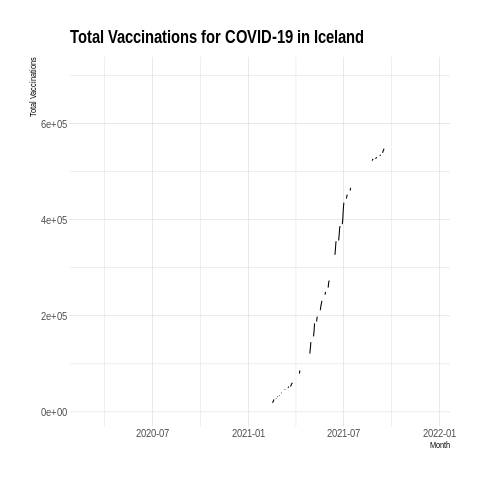 Total Vaccinations for COVID-19 in Iceland
Total Vaccinations
6e+05
4e+05
2e+05
0e+00
2020-07 2021-01 2021-07 2022-01
Month